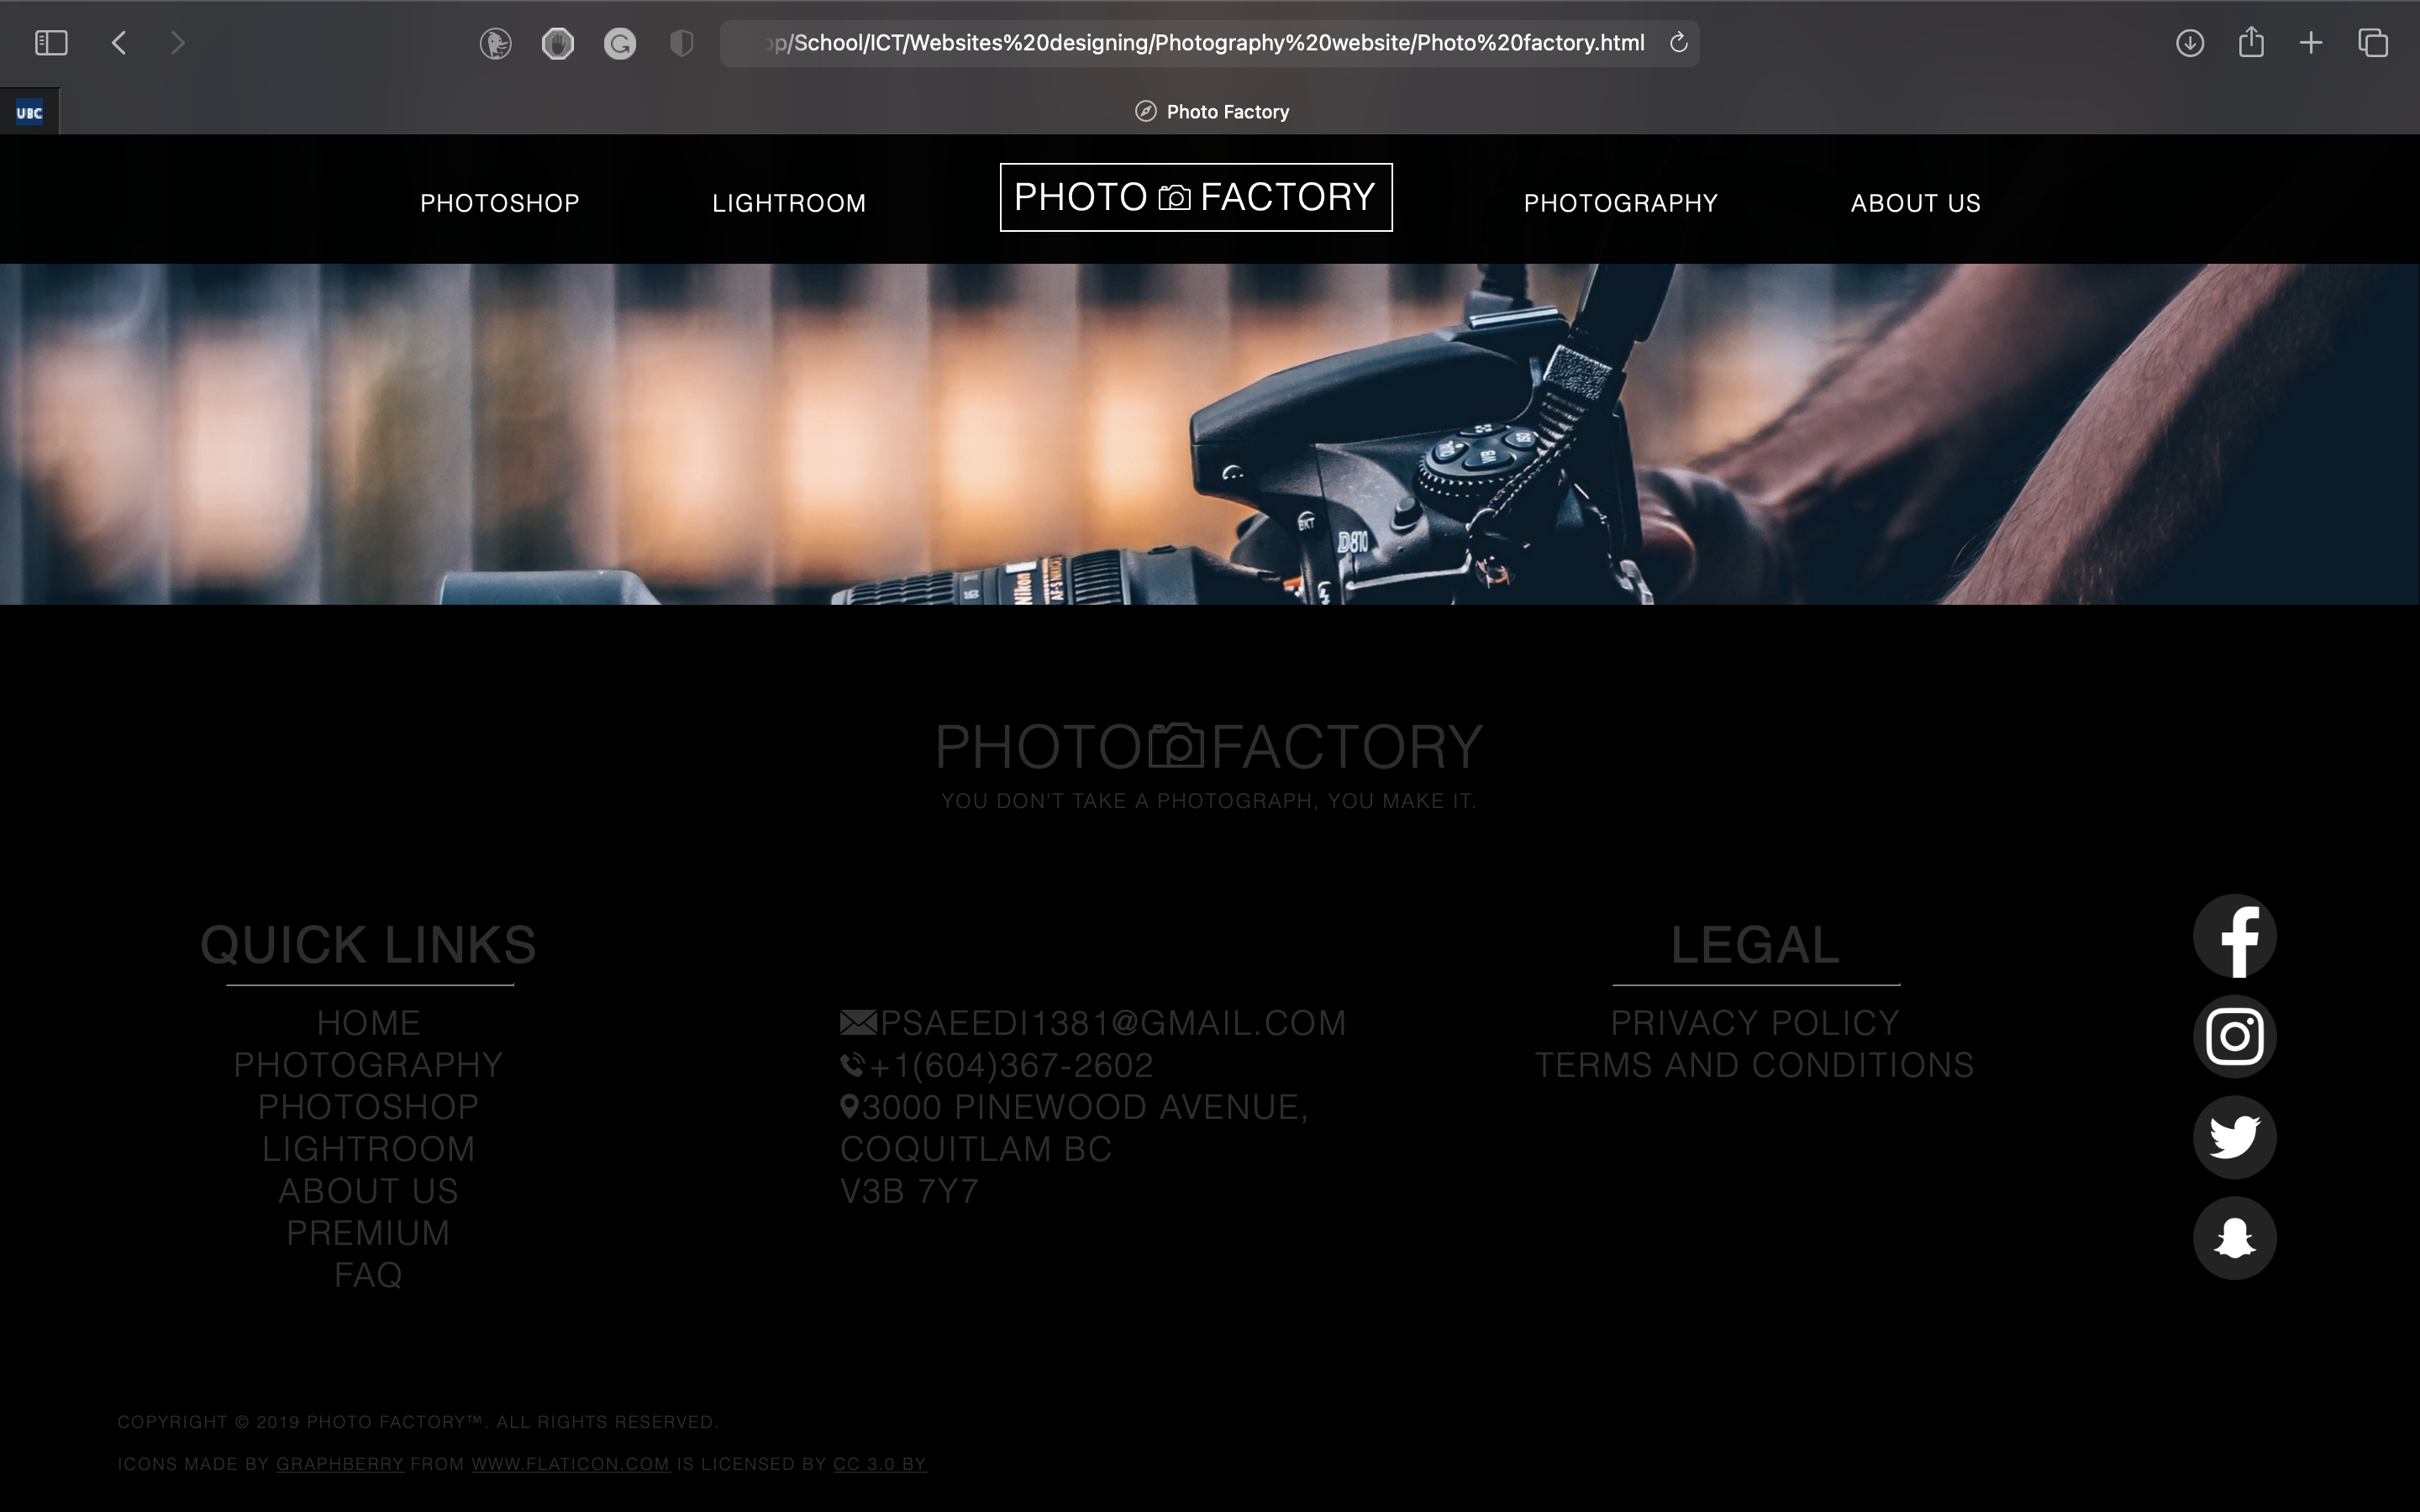 op/School/ICT/Websites%20designing/Photography%20website/Photo%20factory.html
UBC
Photo Factory
PHOTOSHOP
LIGHTROOM
PHOTO FACTORY
PHOTOGRAPHY
ABOUT US
WB
D810
Nikon
PHOTO FACTORY
YOU DON'T TAKE A PHOTOGRAPH, YOU MAKE IT.
QUICK LINKS
HOME
PHOTOGRAPHY
PHOTOSHOP
LIGHTROOM
ABOUT US
PREMIUM
FAQ
PSAEEDI1381@GMAIL.COM
+1(604)367-2602
3000 PINEWOOD AVENUE,
COQUITLAM BC
V3B 7Y7
LEGAL
PRIVACY POLICY
TERMS AND CONDITIONS
COPYRIGHT © 2019 PHOTO FACTORY™. ALL RIGHTS RESERVED.
ICONS MADE BY GRAPHBERRY FROM WWW.FLATICON.COM IS LICENSED BY CC 3.0 BY